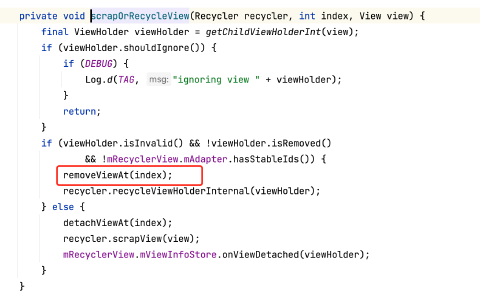 private void scrapOrRecycleView(Recycler recycler, int index, View view) {
final ViewHolder viewHolder = getChildViewHolderInt(view);
if (viewHolder.shouldIgnore()) {
if (DEBUG) {
Log.d(TAG, msg: "ignoring view " + viewHolder);
}
return;
}
if (viewHolder.isInvalid() && !viewHolder.isRemoved()
&& !mRecyclerView.mAdapter.hasStableIds()) {
removeViewAt(index);
recycler.recycleViewHolderInternal(viewHolder);
} else {
detachViewAt(index);
recycler.scrapView(view);
mRecyclerView.mViewInfoStore.onViewDetached(viewHolder);
}
}